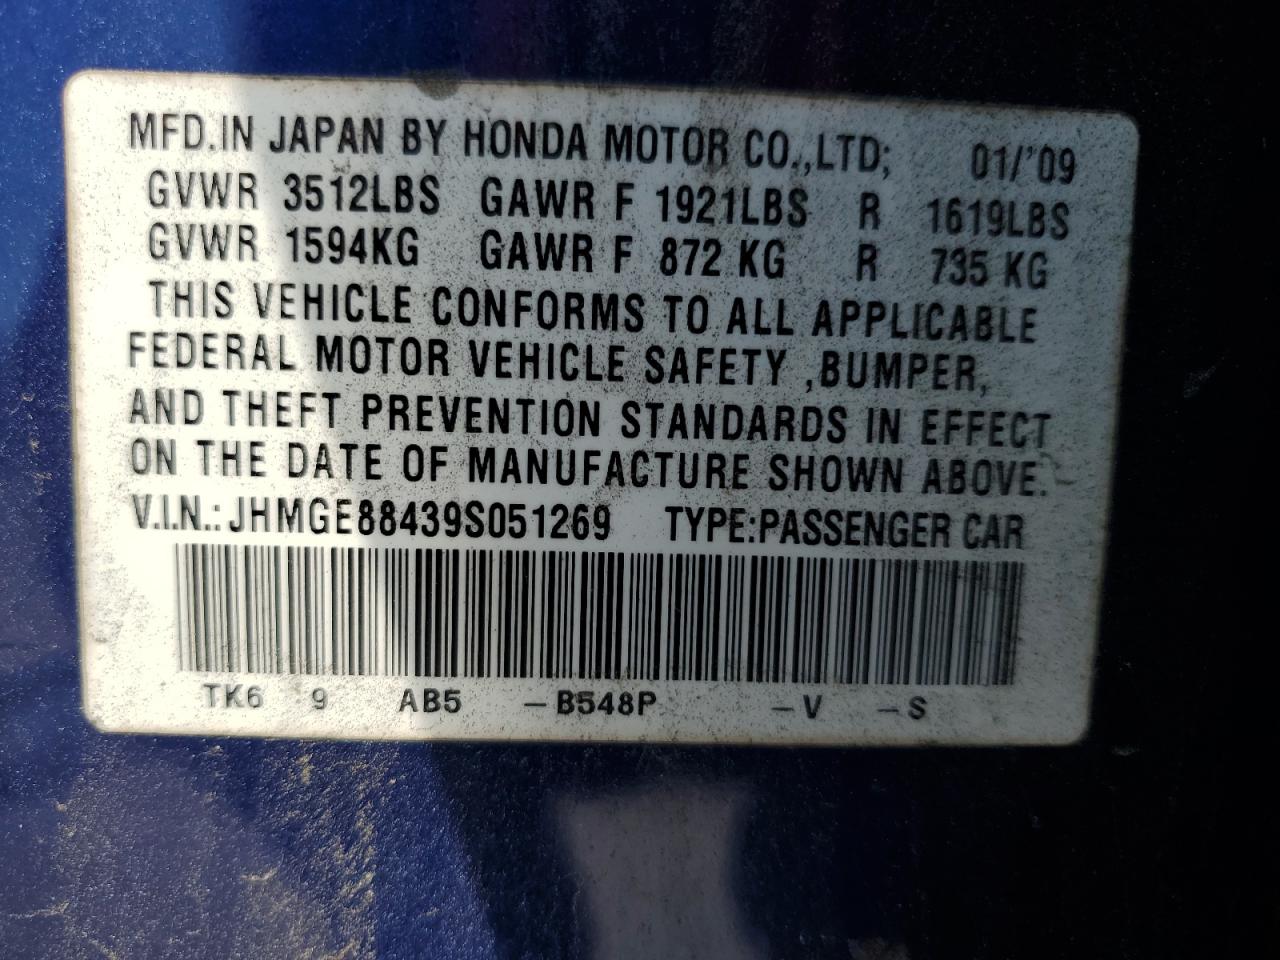 MFD.IN JAPAN BY HONDA MOTOR CO.,LTD; 01/'09
GVWR 3512LBS GAWR F 1921LBS R 1619LBS
GVWR 1594KG GAWR F 872 KG R 735 KG
THIS VEHICLE CONFORMS TO ALL APPLICABLE
FEDERAL MOTOR VEHICLE SAFETY ,BUMPER,
AND THEFT PREVENTION STANDARDS IN EFFECT
ON THE DATE OF MANUFACTURE SHOWN ABOVE.
V.I.N.:JHMGE88439S051269 TYPE:PASSENGER CAR
TK6 9 AB5 -B548P -V -S